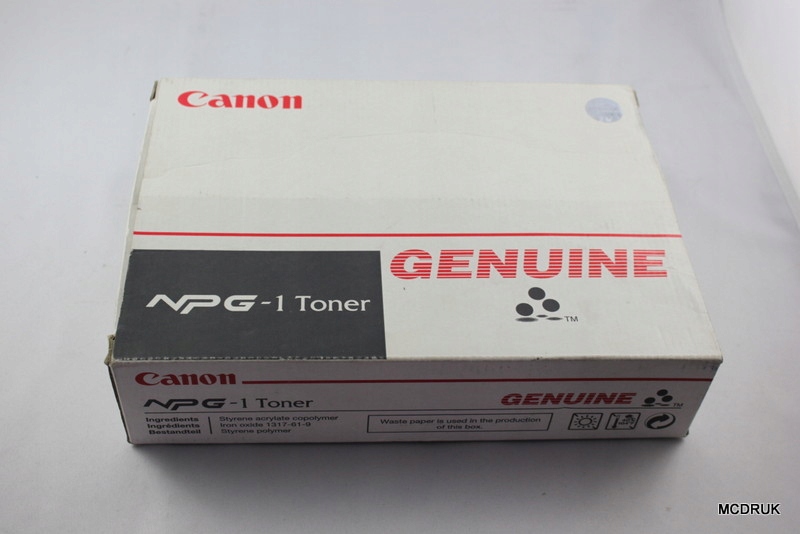 Canon
GENUINE
NPG-1 Toner
TM
Canon
NPG-1 Toner
GENUINE
TM
Ingredients
Ingrédients
Bestandteil
Styrene acrylate copolymer
Iron oxide 1317-61-9
Styrene polymer
Waste paper is used in the production
of this box.
MCDRUK